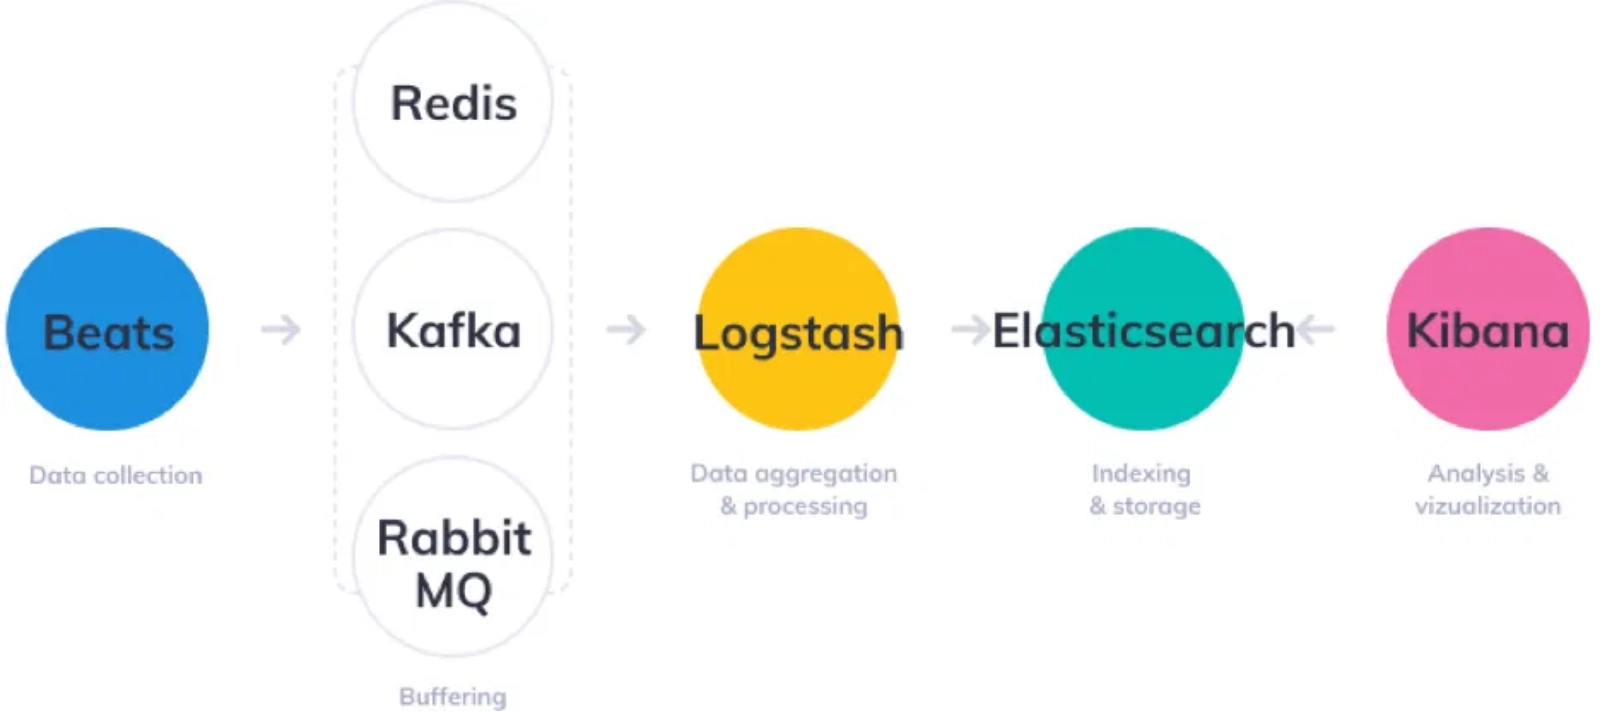 Redis
Beats
Kafka
Logstash
Elasticsearch
Kibana
Data collection
Data aggregation
& processing
Indexing
& storage
Analysis &
vizualization
Rabbit
MQ
Buffering